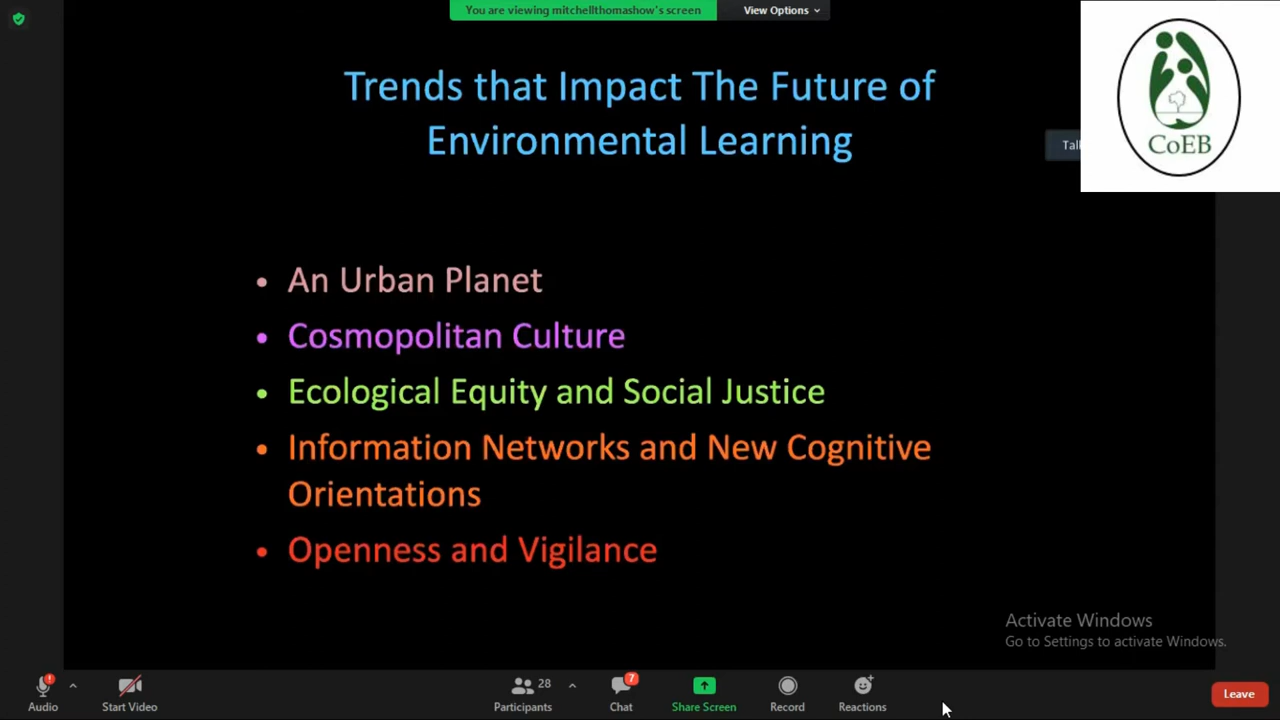 You are viewing mitchellthomashow's screen
View Options
Trends that Impact The Future of
Environmental Learning
CoEB
• An Urban Planet
• Cosmopolitan Culture
• Ecological Equity and Social Justice
• Information Networks and New Cognitive
Orientations
• Openness and Vigilance
Activate Windows
Go to Settings to activate Windows.
28
7
Audio
Start Video
Participants
Chat
Share Screen
Record
Reactions
Leave